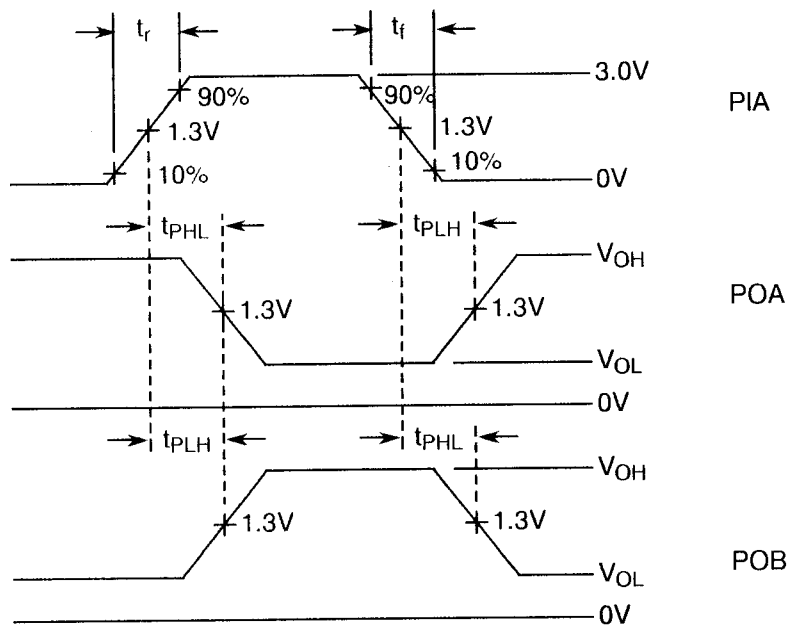 tr tf
3.0V
90% 90% PIA
1.3V 1.3V
10% 10%
0V
tPHL tPLH
VOH
1.3V 1.3V POA
VOL
0V
tPLH tPHL
VOH
1.3V 1.3V
POB
VOL
0V